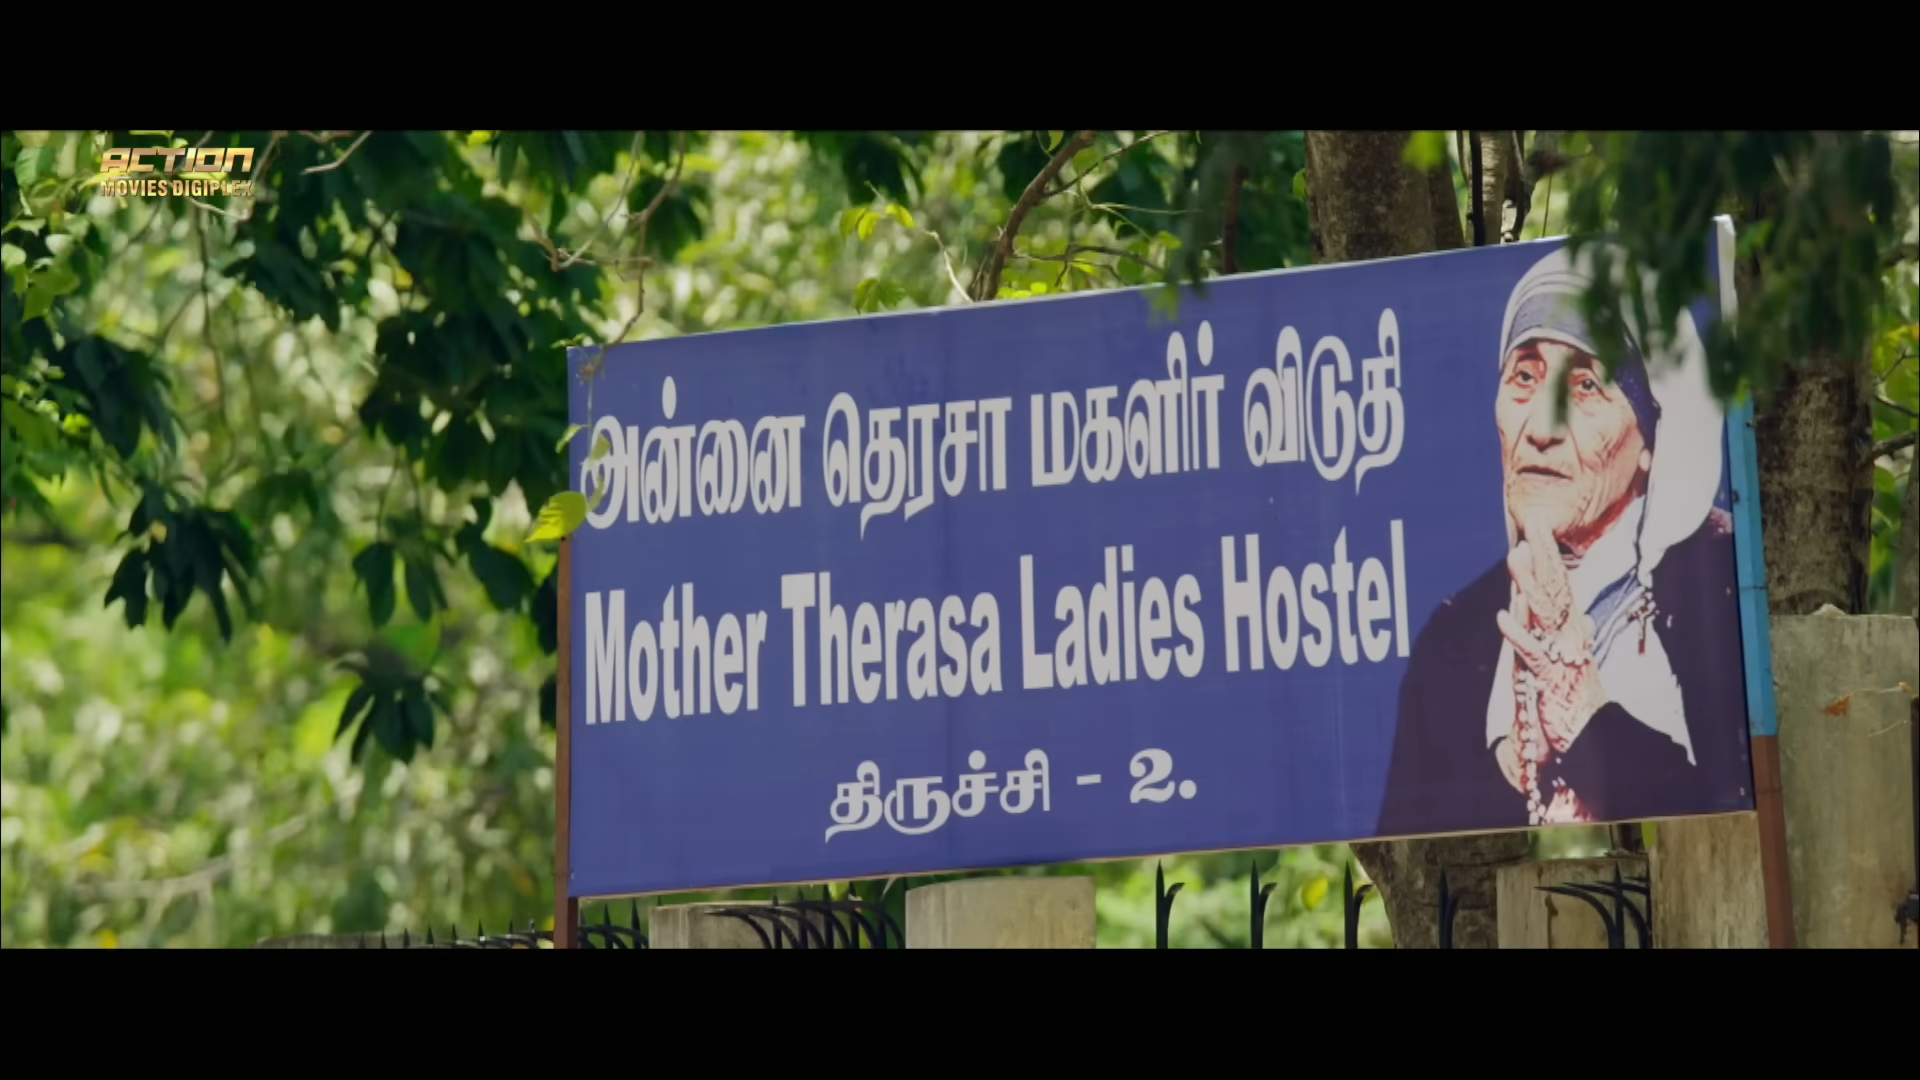 ACTION
MOVIES DIGIPLEX
அன்னை தெரசா மகளிர் விடுதி
Mother Therasa Ladies Hostel
திருச்சி - 2.